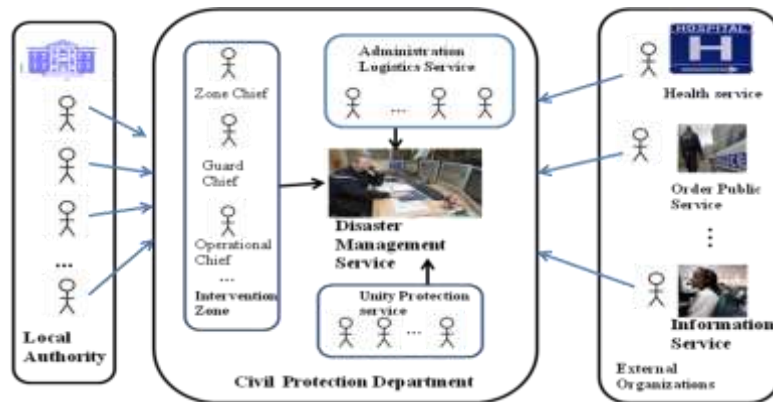 Local
Authority
...
Zone Chief
Guard
Chief
Operational
Chief
...
Intervention
Zone
Administration
Logistics Service
...
Disaster
Management
Service
Unity Protection
service
...
Civil Protection Department
HOSPITAL
H
Health service
Order Public
Service
Information
Service
External
Organizations